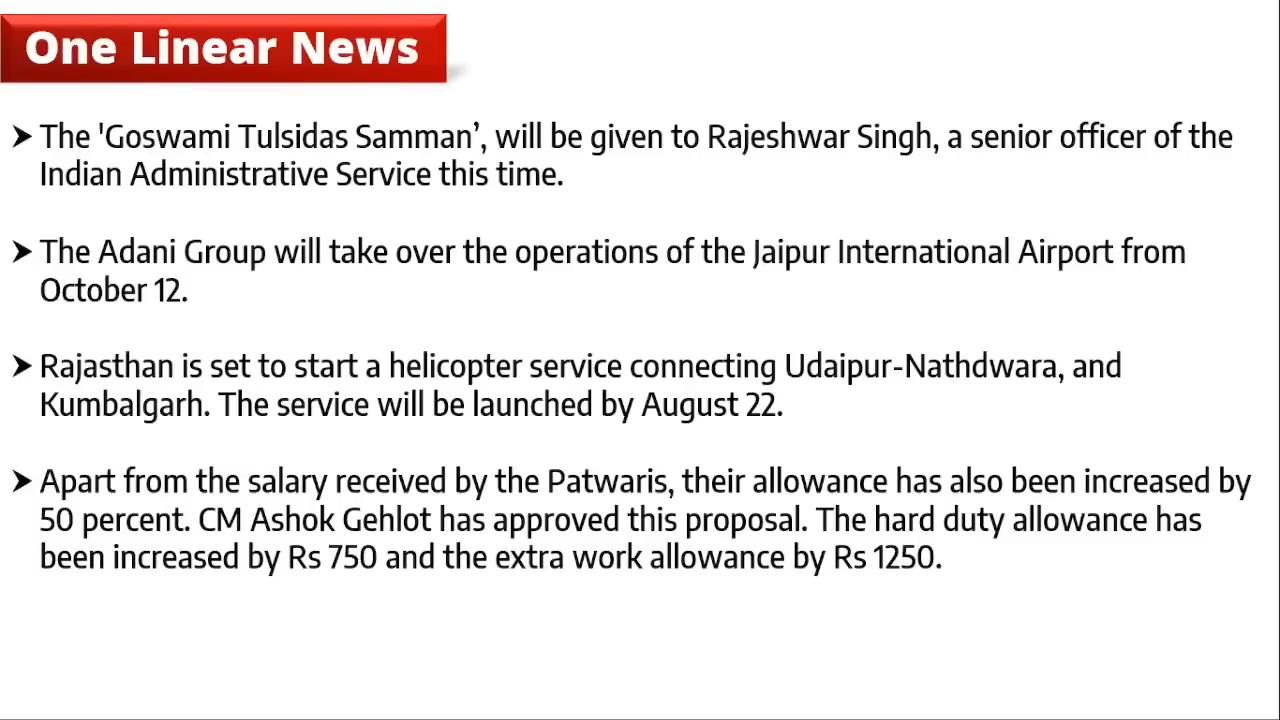 One Linear News
➤ The 'Goswami Tulsidas Samman’, will be given to Rajeshwar Singh, a senior officer of the
Indian Administrative Service this time.
➤ The Adani Group will take over the operations of the Jaipur International Airport from
October 12.
➤ Rajasthan is set to start a helicopter service connecting Udaipur-Nathdwara, and
Kumbalgarh. The service will be launched by August 22.
➤ Apart from the salary received by the Patwaris, their allowance has also been increased by
50 percent. CM Ashok Gehlot has approved this proposal. The hard duty allowance has
been increased by Rs 750 and the extra work allowance by Rs 1250.